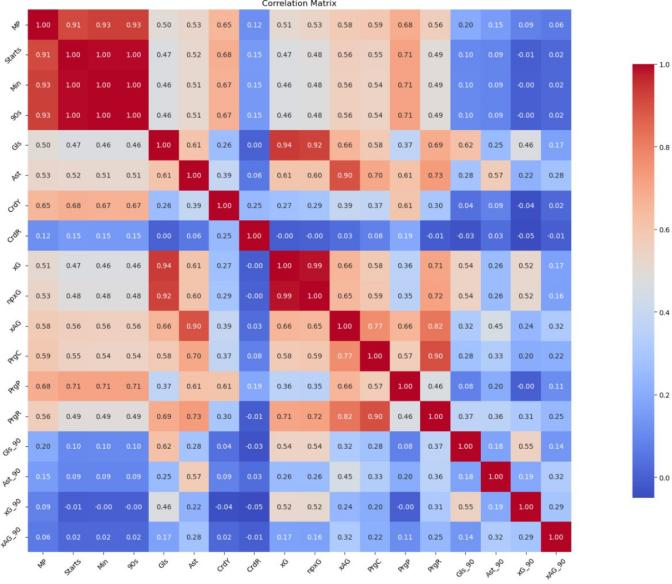 Correlation Matrix
MP 1.00 0.91 0.93 0.93 0.50 0.53 0.65 0.12 0.51 0.53 0.58 0.59 0.68 0.56 0.20 0.15 0.09 0.06
Starts 0.91 1.00 1.00 1.00 0.47 0.52 0.68 0.15 0.47 0.48 0.56 0.55 0.71 0.49 0.10 0.09 -0.01 0.02
Min 0.93 1.00 1.00 1.00 0.46 0.51 0.67 0.15 0.46 0.48 0.56 0.54 0.71 0.49 0.10 0.09 -0.00 0.02
90s 0.93 1.00 1.00 1.00 0.46 0.51 0.67 0.15 0.46 0.48 0.56 0.54 0.71 0.49 0.10 0.09 -0.00 0.02
Gls 0.50 0.47 0.46 0.46 1.00 0.61 0.26 0.00 0.94 0.92 0.66 0.58 0.37 0.69 0.62 0.25 0.46 0.17
Ast 0.53 0.52 0.51 0.51 0.61 1.00 0.39 0.06 0.61 0.60 0.90 0.70 0.61 0.73 0.28 0.57 0.22 0.28
CrdY 0.65 0.68 0.67 0.67 0.26 0.39 1.00 0.25 0.27 0.29 0.39 0.37 0.61 0.30 0.04 0.09 -0.04 0.02
CrdR 0.12 0.15 0.15 0.15 0.00 0.06 0.25 1.00 -0.00 -0.00 0.03 0.08 0.19 -0.01 -0.03 0.03 -0.05 -0.01
xG 0.51 0.47 0.46 0.46 0.94 0.61 0.27 -0.00 1.00 0.99 0.66 0.58 0.36 0.71 0.54 0.26 0.52 0.17
npxG 0.53 0.48 0.48 0.48 0.92 0.60 0.29 -0.00 0.99 1.00 0.65 0.59 0.35 0.72 0.54 0.26 0.52 0.16
xAG 0.58 0.56 0.56 0.56 0.66 0.90 0.39 0.03 0.66 0.65 1.00 0.77 0.66 0.82 0.32 0.45 0.24 0.32
PrgC 0.59 0.55 0.54 0.54 0.58 0.70 0.37 0.08 0.58 0.59 0.77 1.00 0.57 0.90 0.28 0.33 0.20 0.22
PrgP 0.68 0.71 0.71 0.71 0.37 0.61 0.61 0.19 0.36 0.35 0.66 0.57 1.00 0.46 0.08 0.20 -0.00 0.11
PrgR 0.56 0.49 0.49 0.49 0.69 0.73 0.30 -0.01 0.71 0.72 0.82 0.90 0.46 1.00 0.37 0.36 0.31 0.25
Gls_90 0.20 0.10 0.10 0.10 0.62 0.28 0.04 -0.03 0.54 0.54 0.32 0.28 0.08 0.37 1.00 0.18 0.55 0.14
Ast_90 0.15 0.09 0.09 0.09 0.25 0.57 0.09 0.03 0.26 0.26 0.45 0.33 0.20 0.36 0.18 1.00 0.19 0.32
xG_90 0.09 -0.01 -0.00 -0.00 0.46 0.22 -0.04 -0.05 0.52 0.52 0.24 0.20 -0.00 0.31 0.55 0.19 1.00 0.29
xAG_90 0.06 0.02 0.02 0.02 0.17 0.28 0.02 -0.01 0.17 0.16 0.32 0.22 0.11 0.25 0.14 0.32 0.29 1.00
MP Starts Min 90s Gls Ast CrdY CrdR xG npxG xAG PrgC PrgP PrgR Gls_90 Ast_90 xG_90 xAG_90
1.0
0.8
0.6
0.4
0.2
0.0